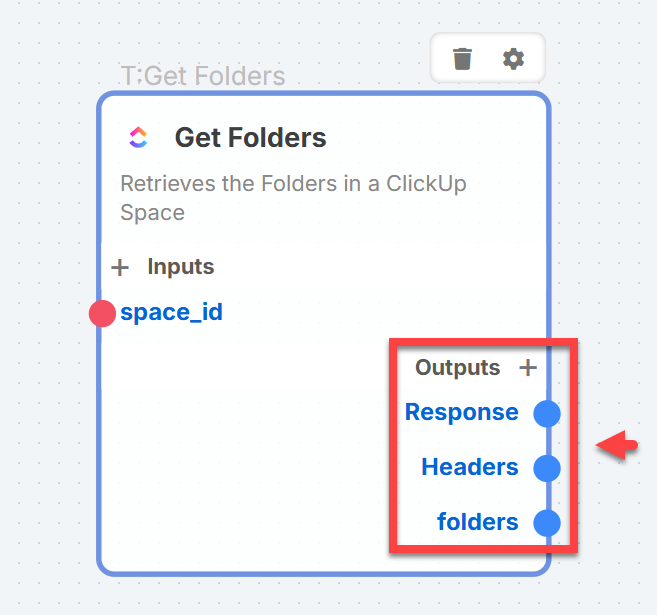 T:Get Folders
Get Folders
Retrieves the Folders in a ClickUp
Space
+ Inputs
space_id
Outputs +
Response
Headers
folders